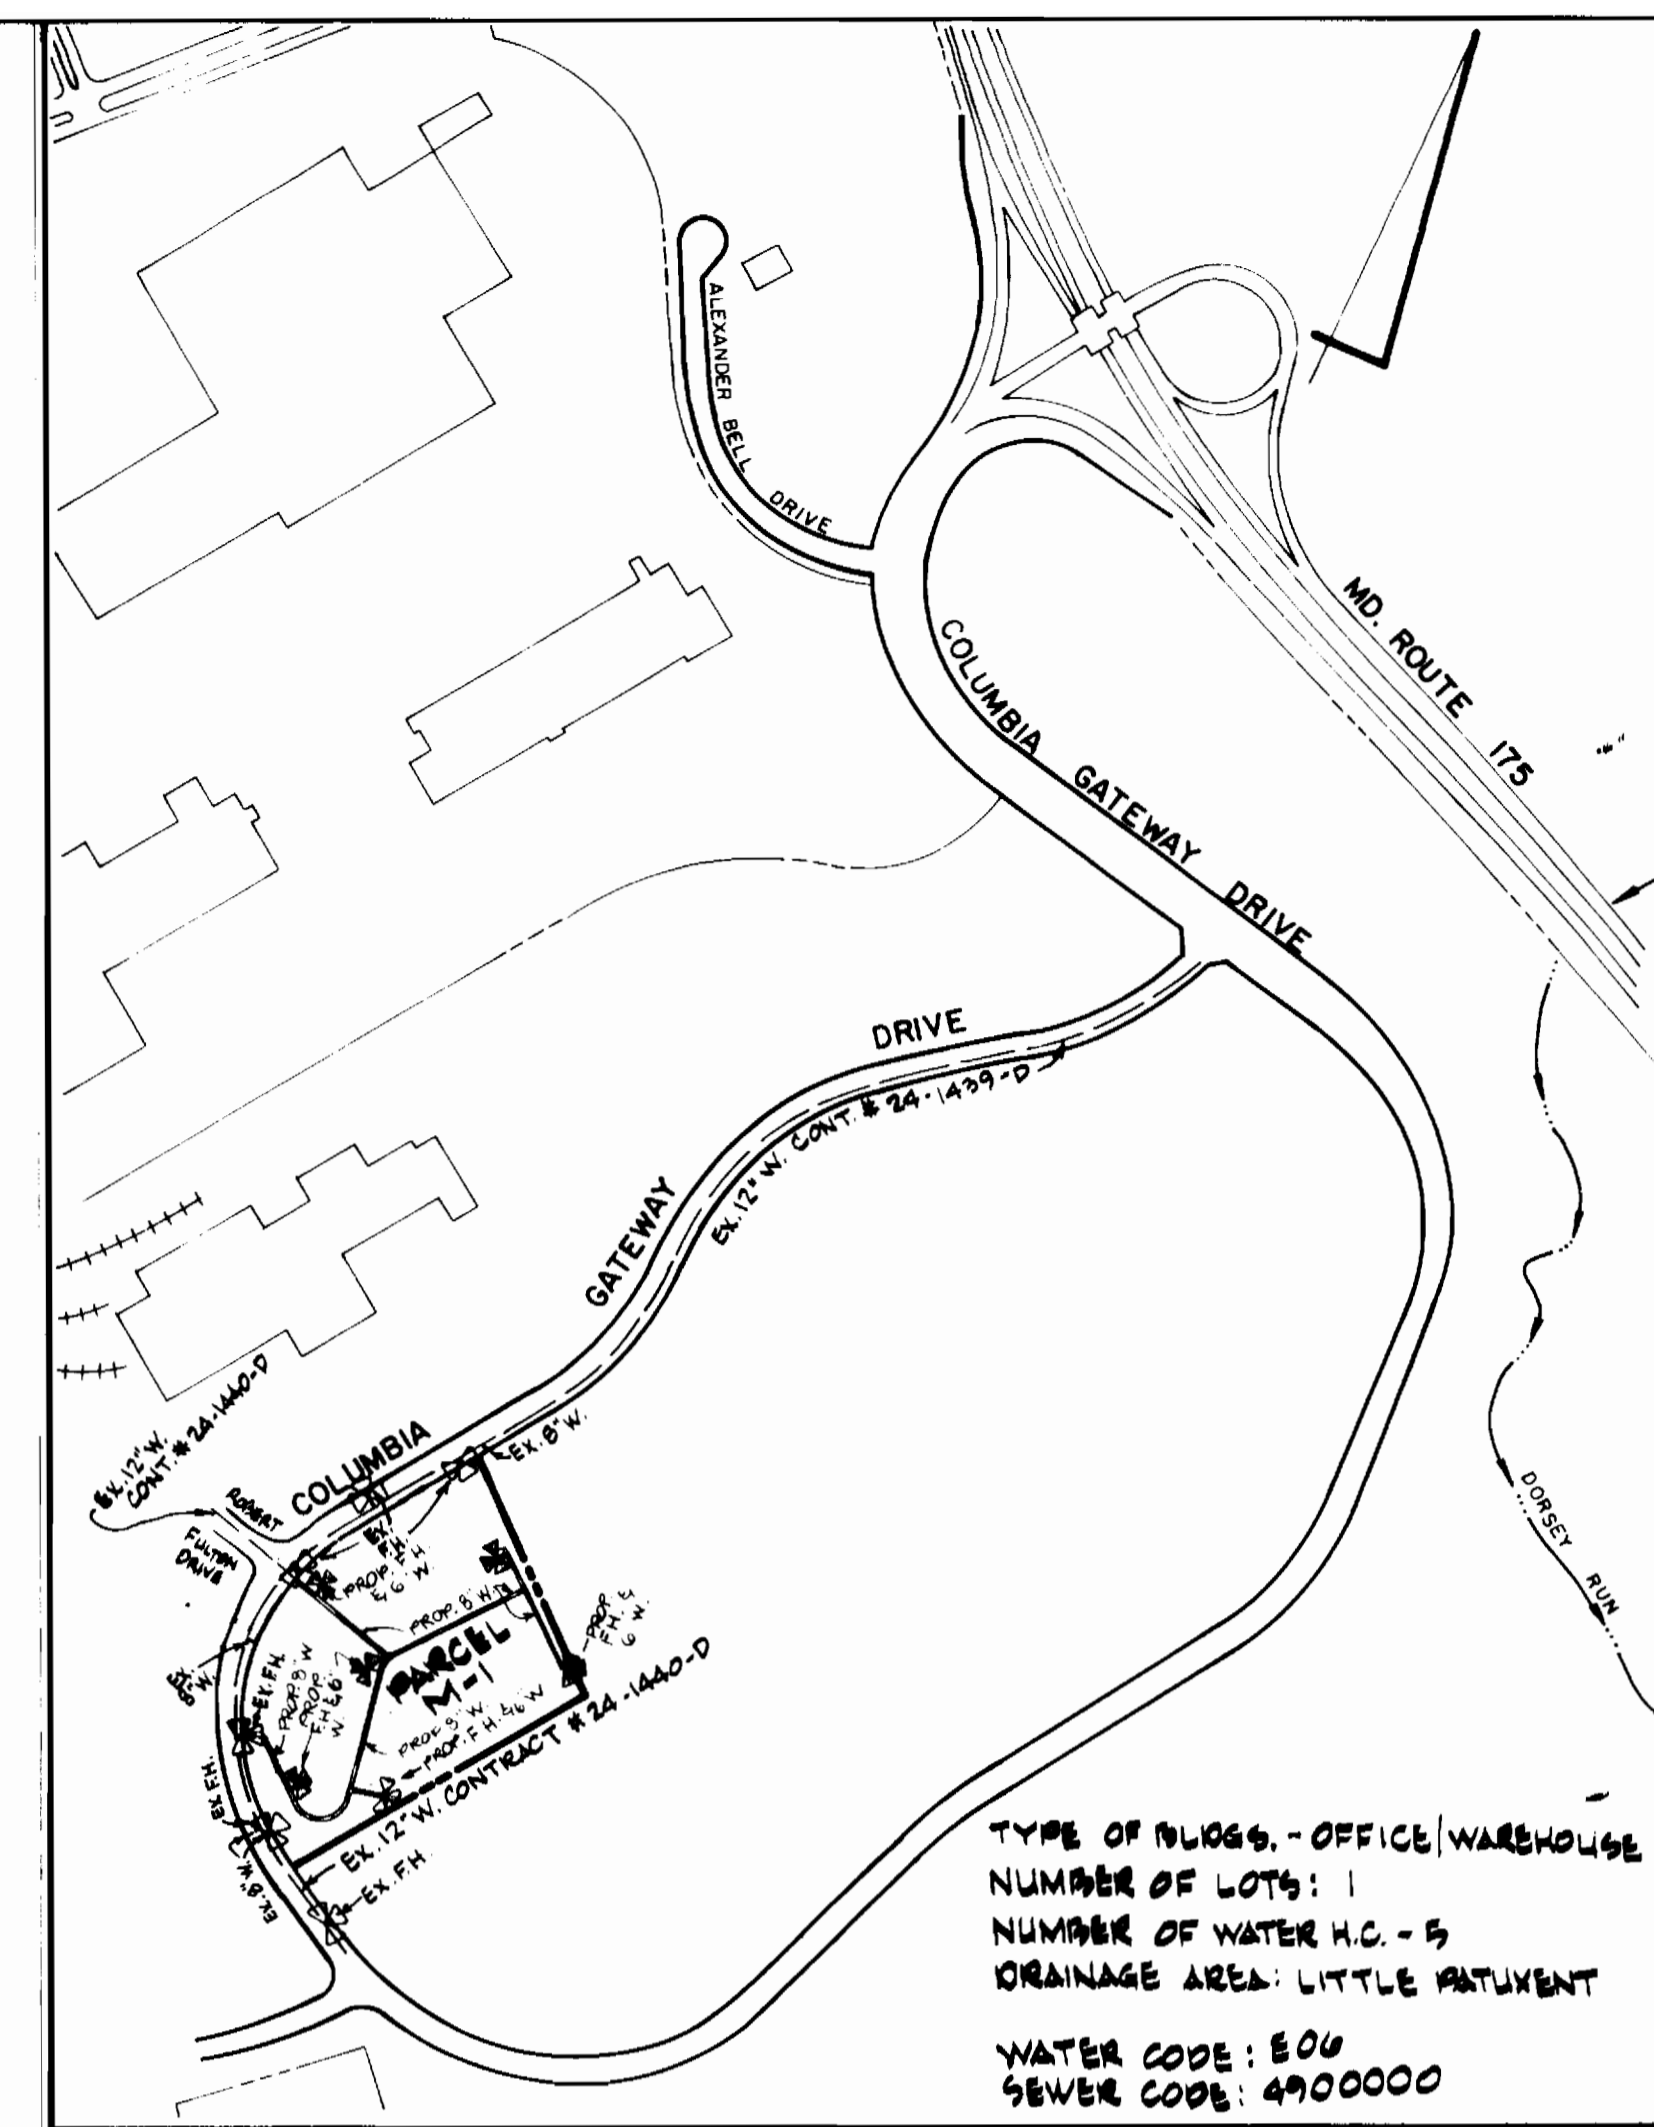 ALEXANDER BELL DRIVE
MD. ROUTE 175
COLUMBIA GATEWAY DRIVE
DRIVE
EX. 12" W. CONT. # 24-1439-D
GATEWAY
EX. 12" W.
CONT. # 24-1440-D
COLUMBIA
EX. 8" W.
ROBERT
FULTON
DRIVE
DORSEY RUN
EX.
F.H.
PROP. F.H.
& 6" W.
PROP. 8" W.
PROP.
F.H. &
6" W.
PARCEL
M-1
EX.
8" W.
EX. F.H.
PROP. 8" W
PROP.
F.H. & 6"
W.
PROP. 8" W.
PROP. F.H. & 6" W
EX. F.H.
EX. 12" W. CONTRACT # 24-1440-D
EX. 8" W.
EX. F.H.
TYPE OF BLDGS. - OFFICE/WAREHOUSE
NUMBER OF LOTS: 1
NUMBER OF WATER H.C. - 5
DRAINAGE AREA: LITTLE PATUXENT
WATER CODE: E06
SEWER CODE: 4900000